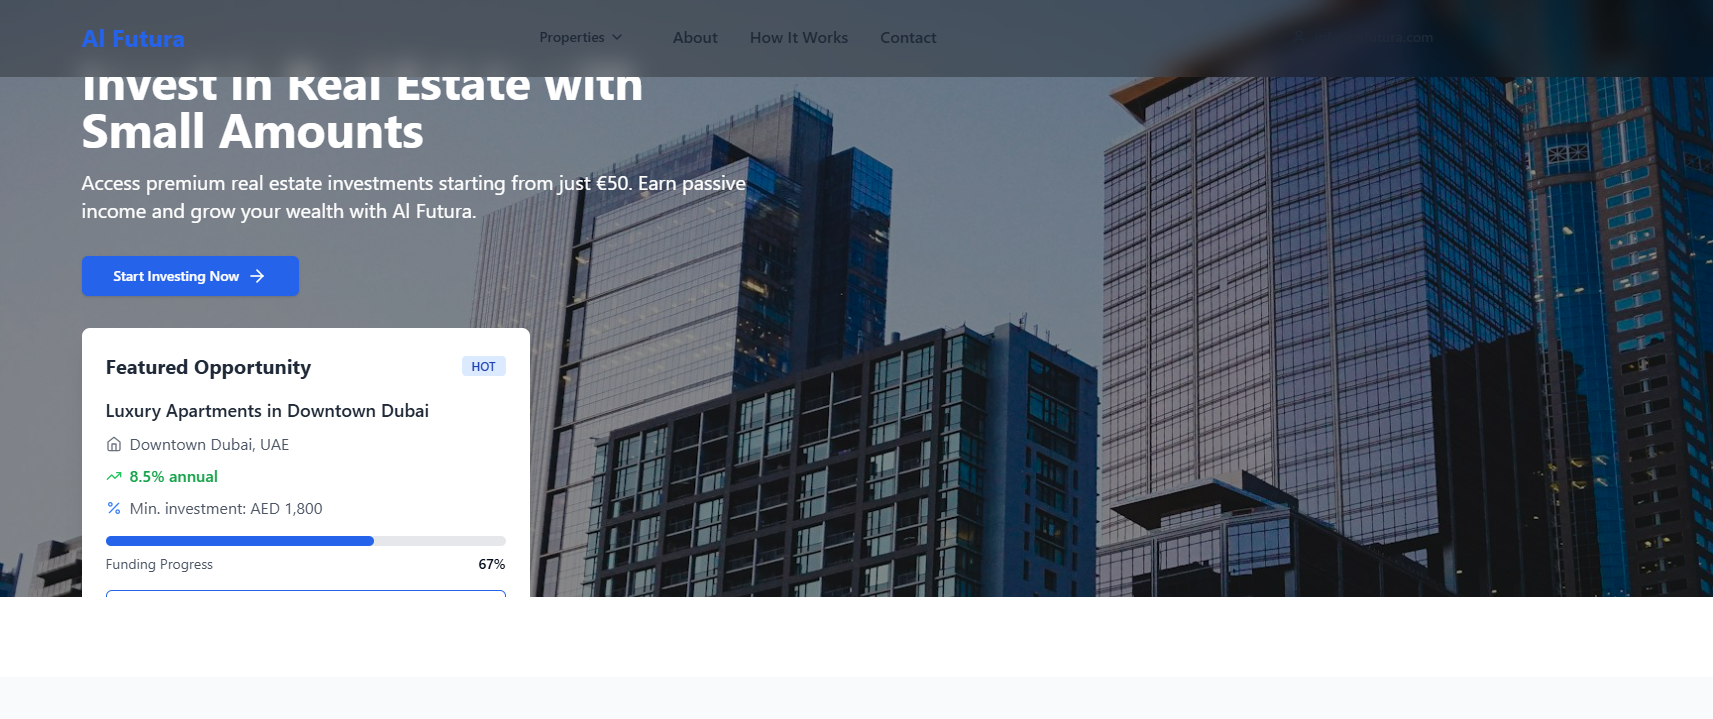 Al Futura
Properties
About
How It Works
Contact
Invest in Real Estate with
Small Amounts
Access premium real estate investments starting from just €50. Earn passive
income and grow your wealth with Al Futura.
Start Investing Now
Featured Opportunity
HOT
Luxury Apartments in Downtown Dubai
Downtown Dubai, UAE
8.5% annual
Min. investment: AED 1,800
Funding Progress
67%